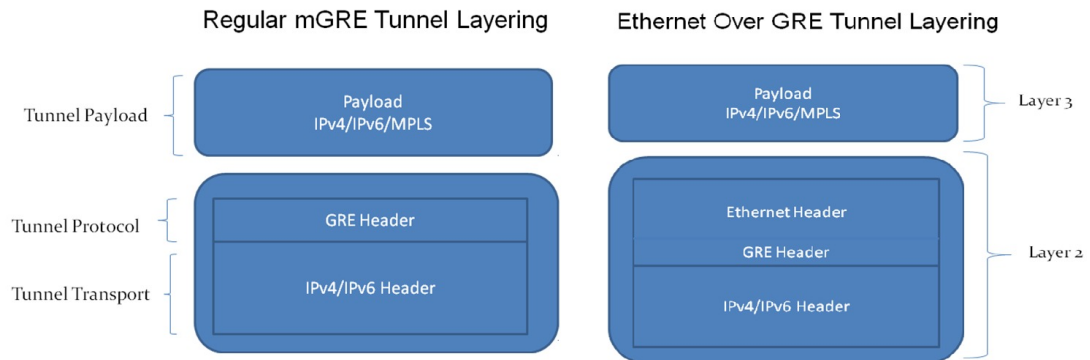 Regular mGRE Tunnel Layering
Ethernet Over GRE Tunnel Layering
Tunnel Payload
Payload
IPv4/IPv6/MPLS
Payload
IPv4/IPv6/MPLS
Layer 3
Tunnel Protocol
GRE Header
Tunnel Transport
IPv4/IPv6 Header
Ethernet Header
GRE Header
IPv4/IPv6 Header
Layer 2